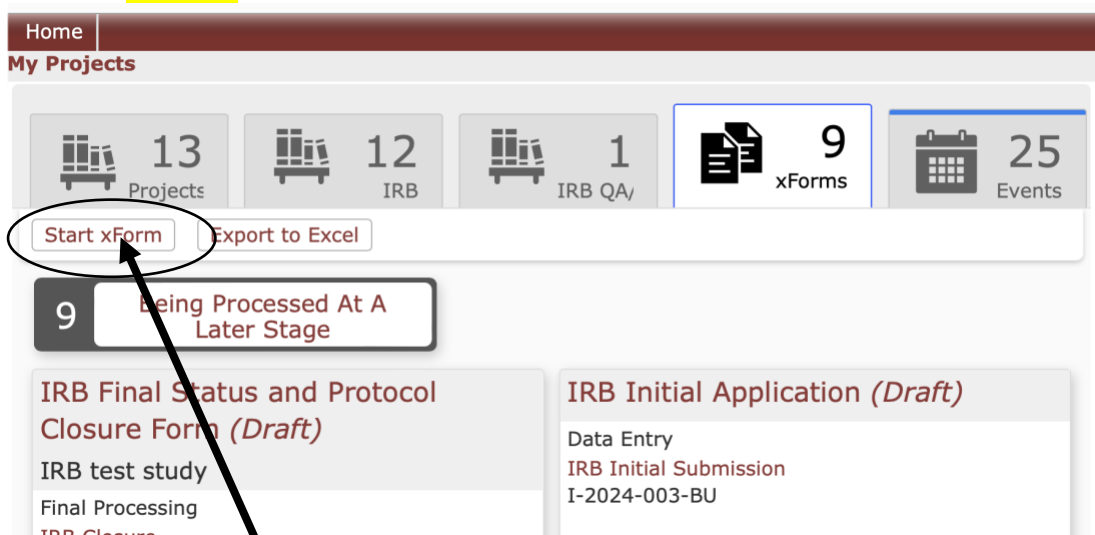 Home
My Projects
13
Projects
12
IRB
1
IRB QA/
9
xForms
25
Events
Start xForm
Export to Excel
9
Being Processed At A
Later Stage
IRB Final Status and Protocol
Closure Form (Draft)
IRB test study
Final Processing
IRB Closure
IRB Initial Application (Draft)
Data Entry
IRB Initial Submission
I-2024-003-BU